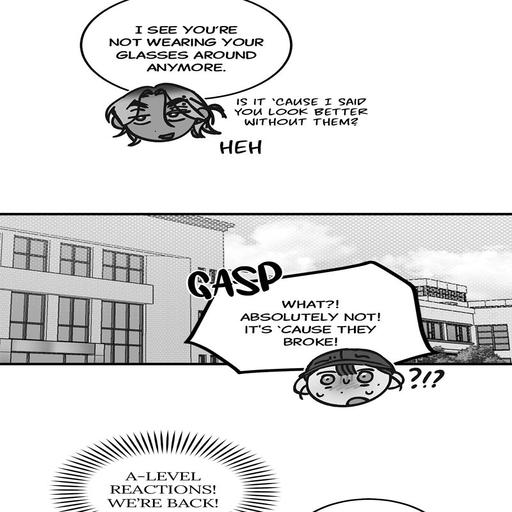 I SEE YOU'RE
NOT WEARING YOUR
GLASSES AROUND
ANYMORE.
IS IT 'CAUSE I SAID
YOU LOOK BETTER
WITHOUT THEM?
HEH
GASP
WHAT?!
ABSOLUTELY NOT!
IT'S 'CAUSE THEY
BROKE!
?!?
A-LEVEL
REACTIONS!
WE'RE BACK!